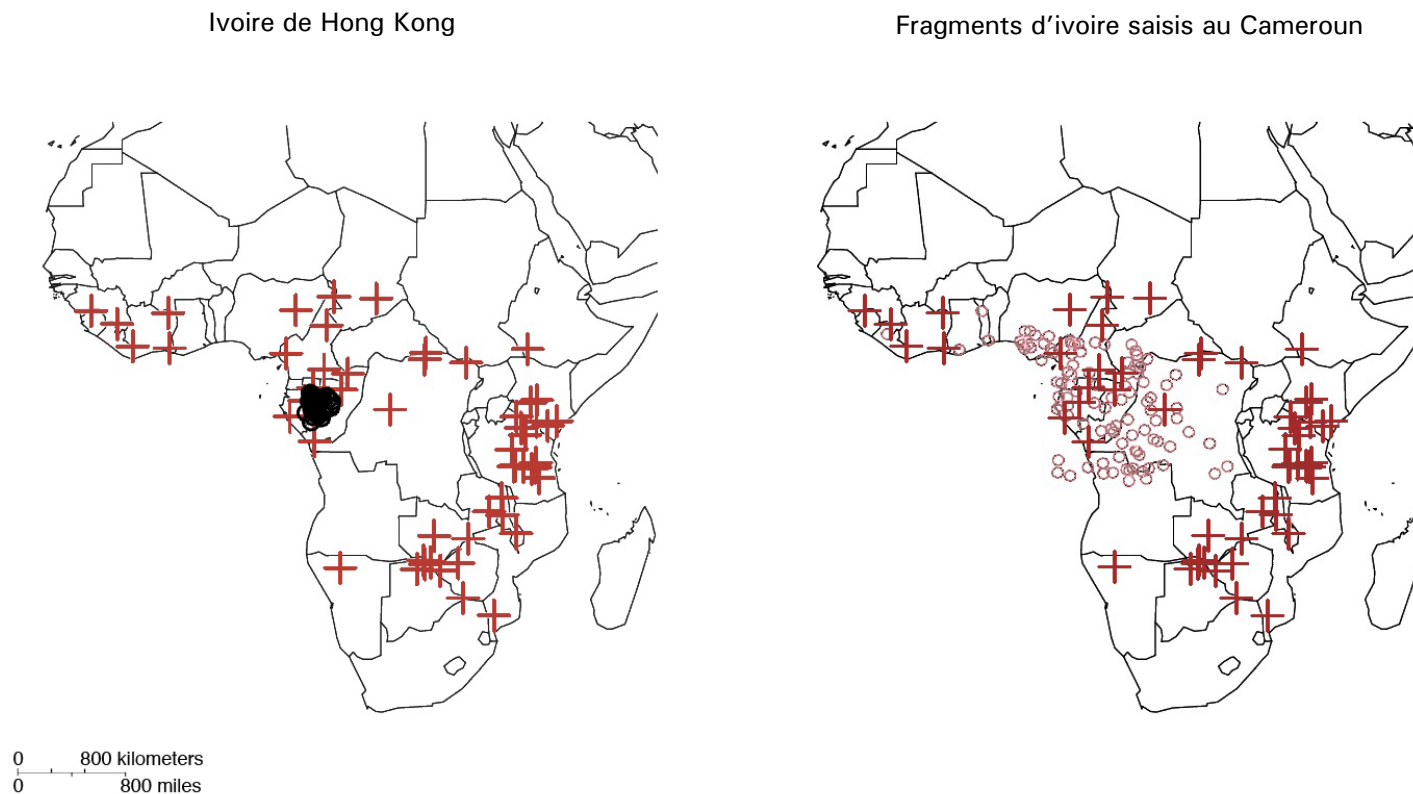 Ivoire de Hong Kong
Fragments d’ivoire saisis au Cameroun
0 800 kilometers
0 800 miles